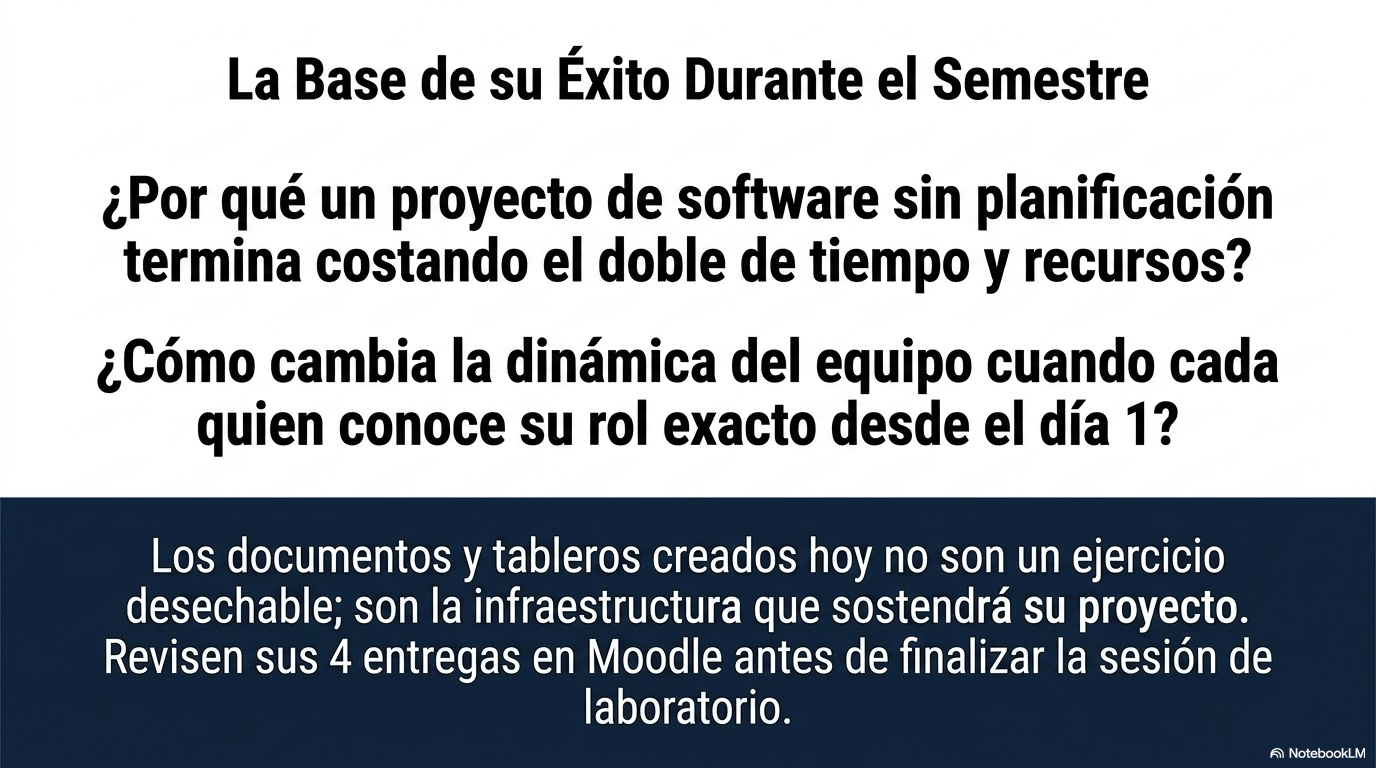 La Base de su Éxito Durante el Semestre
¿Por qué un proyecto de software sin planificación
termina costando el doble de tiempo y recursos?
¿Cómo cambia la dinámica del equipo cuando cada
quien conoce su rol exacto desde el día 1?
Los documentos y tableros creados hoy no son un ejercicio
desechable; son la infraestructura que sostendrá su proyecto.
Revisen sus 4 entregas en Moodle antes de finalizar la sesión de
laboratorio.
NotebookLM